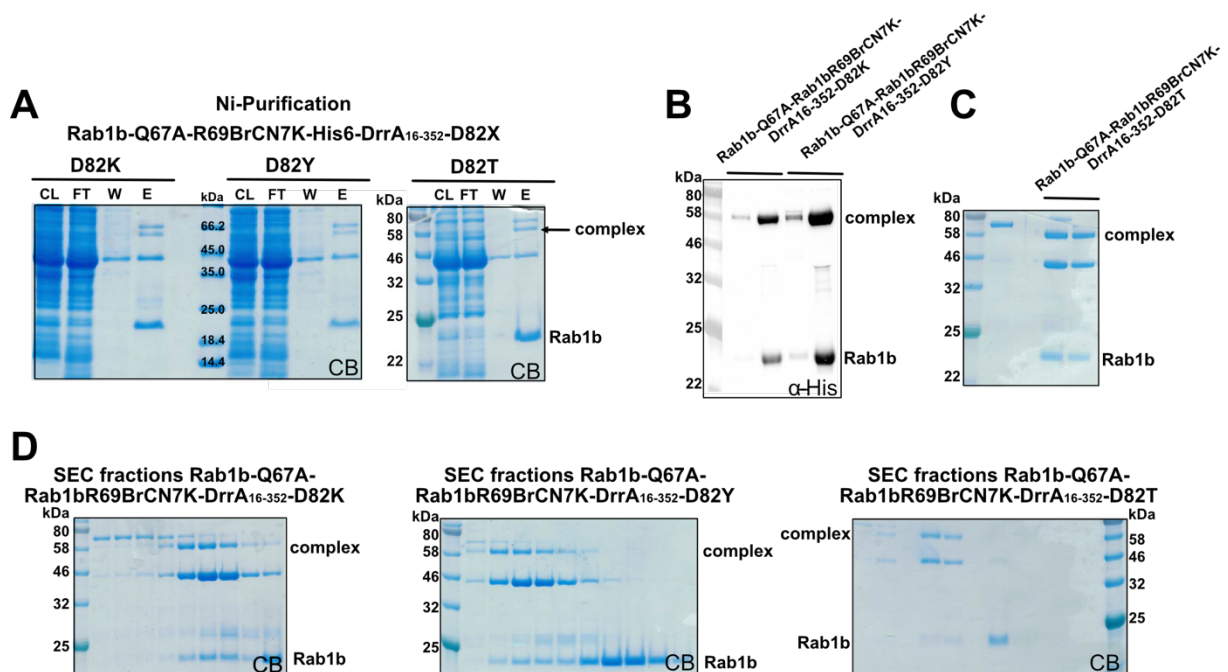 A
Ni-Purification
Rab1b-Q67A-R69BrCN7K-His6-DrrA16-352-D82X
D82K
D82Y
D82T
CL FT W E
kDa
CL FT W E
kDa
CL FT W E
66.2
45.0
35.0
25.0
18.4
14.4
80
58
46
32
25
22
complex
Rab1b
CB
CB
B
Rab1b-Q67A-Rab1bR69BrCN7K-
DrrA16-352-D82K
Rab1b-Q67A-Rab1bR69BrCN7K-
DrrA16-352-D82Y
kDa
80
58
46
32
25
22
complex
Rab1b
α-His
C
Rab1b-Q67A-Rab1bR69BrCN7K-
DrrA16-352-D82T
kDa
80
58
46
32
25
22
complex
Rab1b
D
SEC fractions Rab1b-Q67A-
Rab1bR69BrCN7K-DrrA16-352-D82K
kDa
80
58
46
32
25
complex
Rab1b
CB
SEC fractions Rab1b-Q67A-
Rab1bR69BrCN7K-DrrA16-352-D82Y
kDa
80
58
46
32
25
complex
Rab1b
CB
SEC fractions Rab1b-Q67A-
Rab1bR69BrCN7K-DrrA16-352-D82T
kDa
complex
Rab1b
80
58
46
32
25
CB